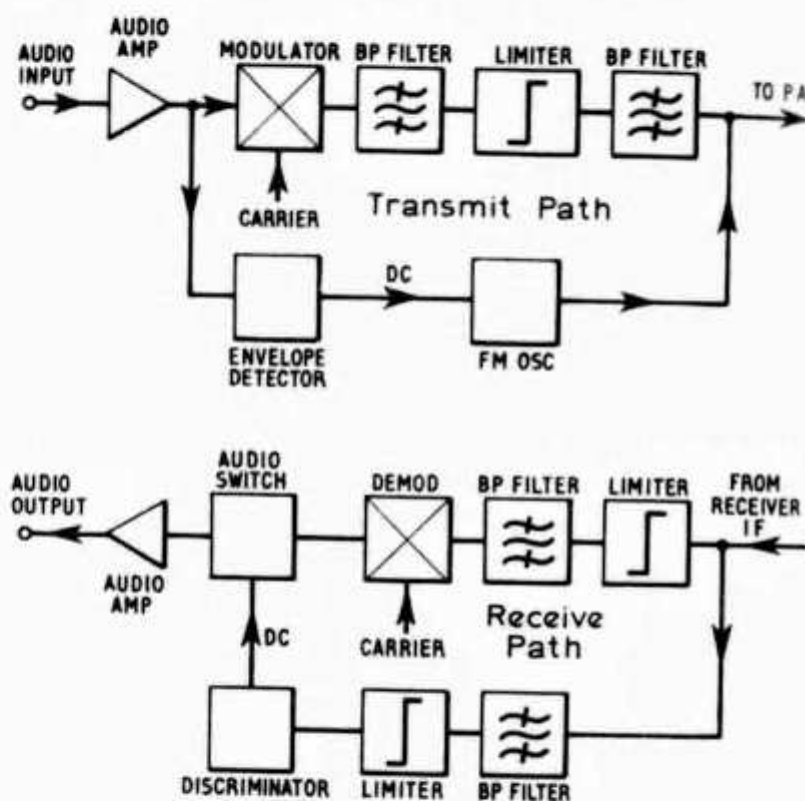 AUDIO
AMP
AUDIO
INPUT
MODULATOR
BP FILTER
LIMITER
BP FILTER
TO PA
CARRIER
Transmit Path
DC
ENVELOPE
DETECTOR
FM OSC
AUDIO
SWITCH
AUDIO
OUTPUT
DEMOD
BP FILTER
LIMITER
FROM
RECEIVER
IF
AUDIO
AMP
DC
CARRIER
Receive
Path
DISCRIMINATOR
LIMITER
BP FILTER